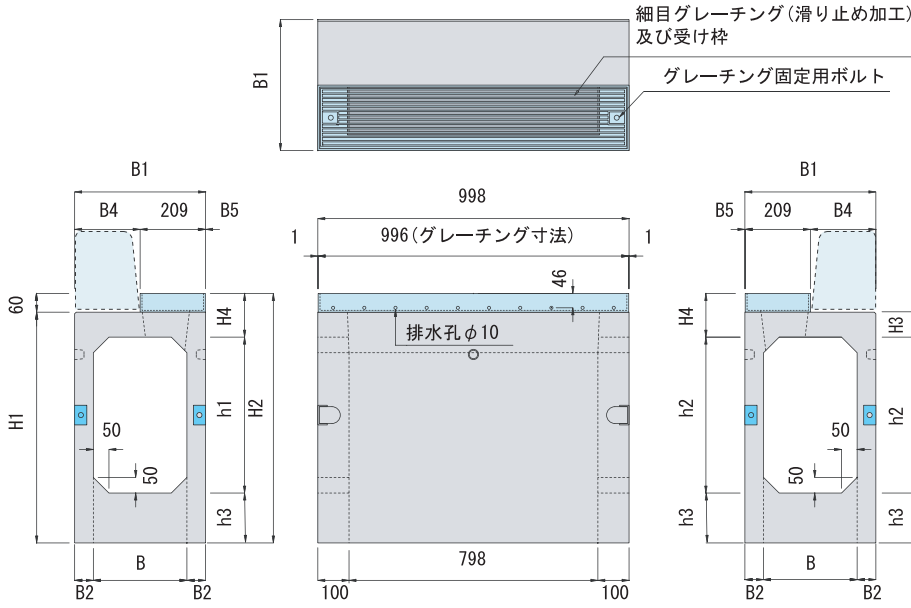 細目グレーチング(滑り止め加工)
及び受け枠
グレーチング固定用ボルト
B1
B1
B4 209 B5
60
H1
H4
h1
H2
h3
50
50
B
B2 B2
998
1 996(グレーチング寸法) 1
46
排水孔φ10
798
100 100
B1
B5 209 B4
H4
H3
h2
h2
50
50
h3
h3
B
B2 B2